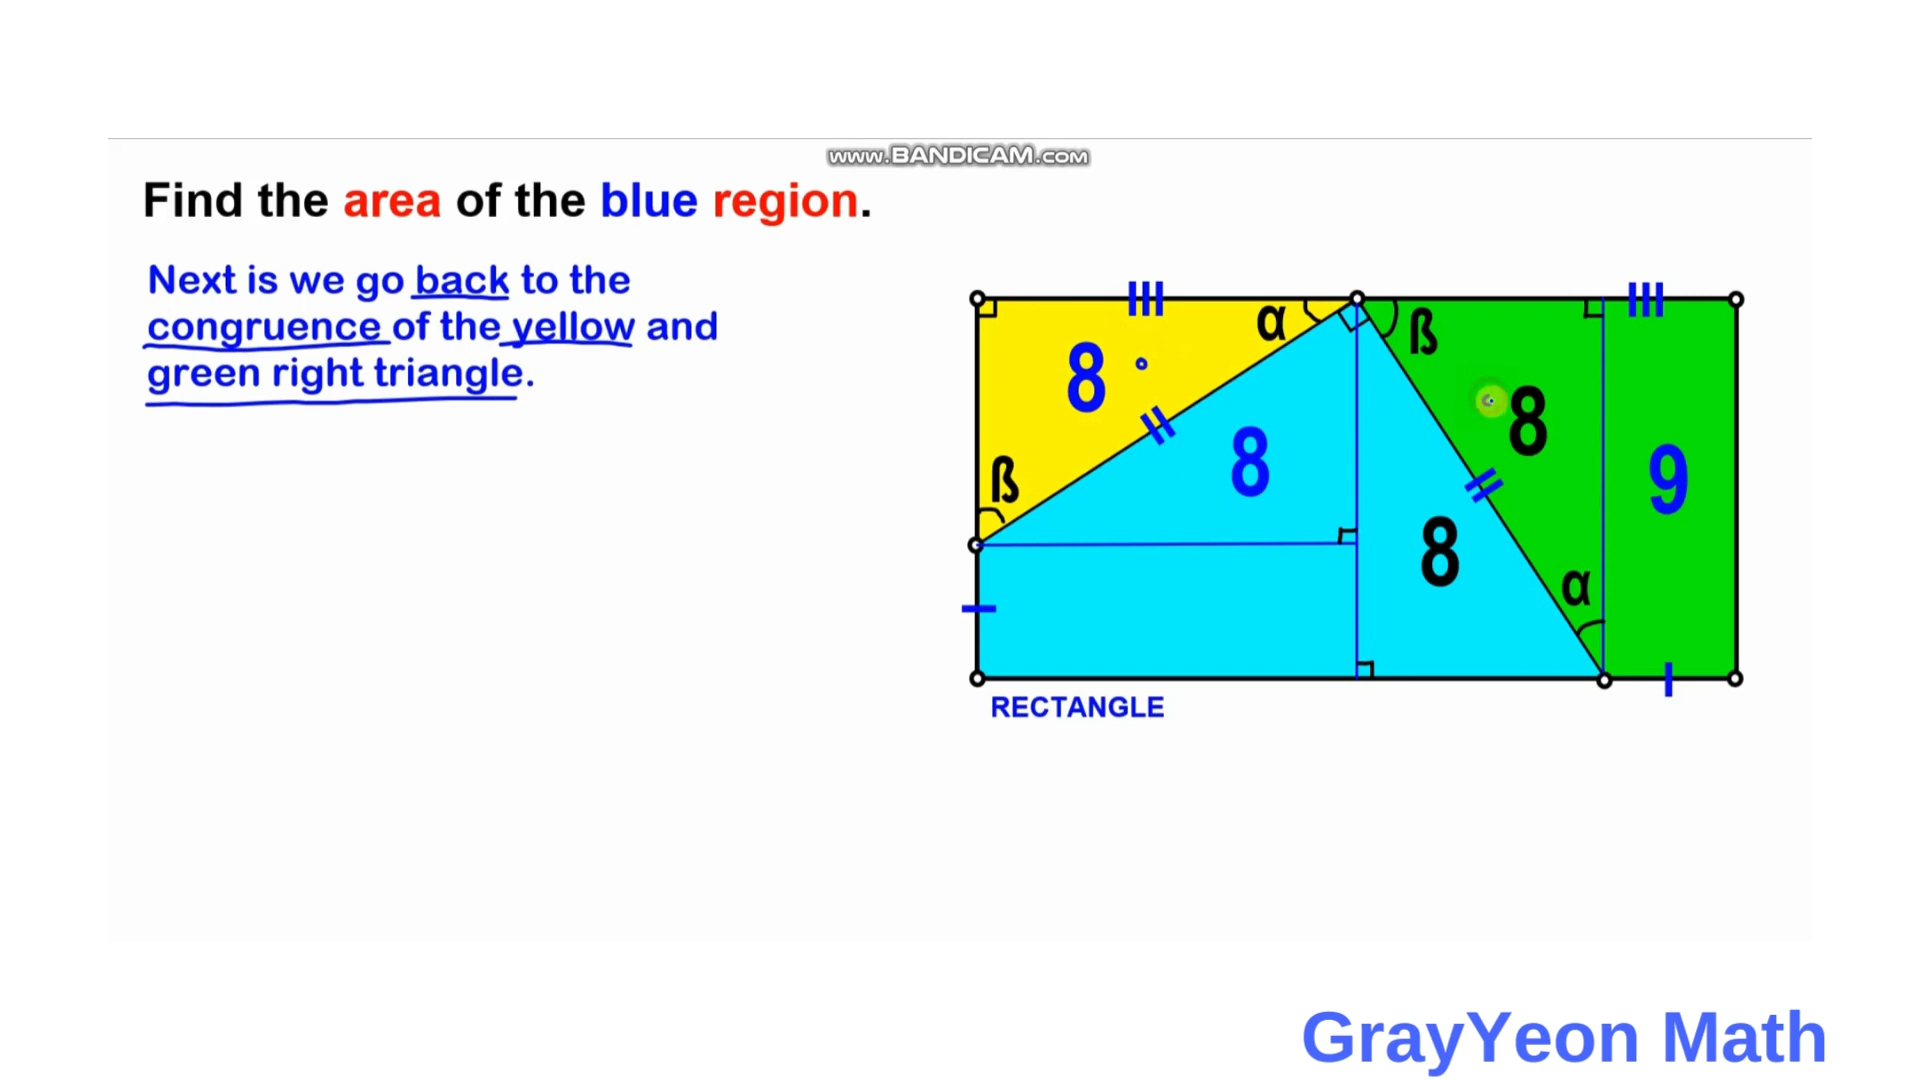 www.BANDICAM.com
Find the area of the blue region.
Next is we go back to the
congruence of the yellow and
green right triangle.
α
ß
8
8
ß
8
9
8
α
ß
RECTANGLE
GrayYeon Math